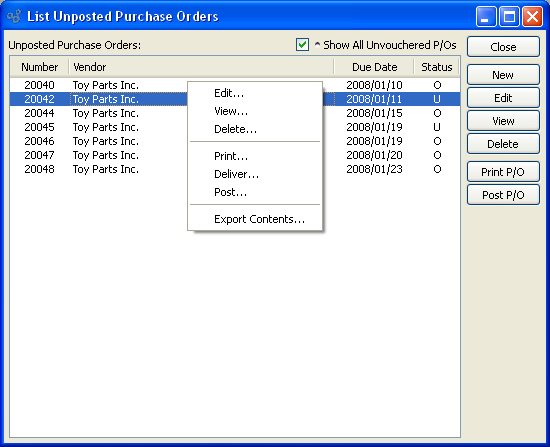 List Unposted Purchase Orders
Unposted Purchase Orders: ^ Show All Unvouchered P/Os
Close
Number Vendor Due Date Status
New
20040 Toy Parts Inc. 2008/01/10 O
20042 Toy Parts Inc. 2008/01/11 U
20044 Toy Parts Inc. 2008/01/15 O
20045 Toy Parts Inc. 2008/01/19 U
20046 Toy Parts Inc. 2008/01/19 O
20047 Toy Parts Inc. 2008/01/20 O
20048 Toy Parts Inc. 2008/01/23 O
Edit...
View...
Delete...
Print...
Deliver...
Post...
Export Contents...
Edit
View
Delete
Print P/O
Post P/O